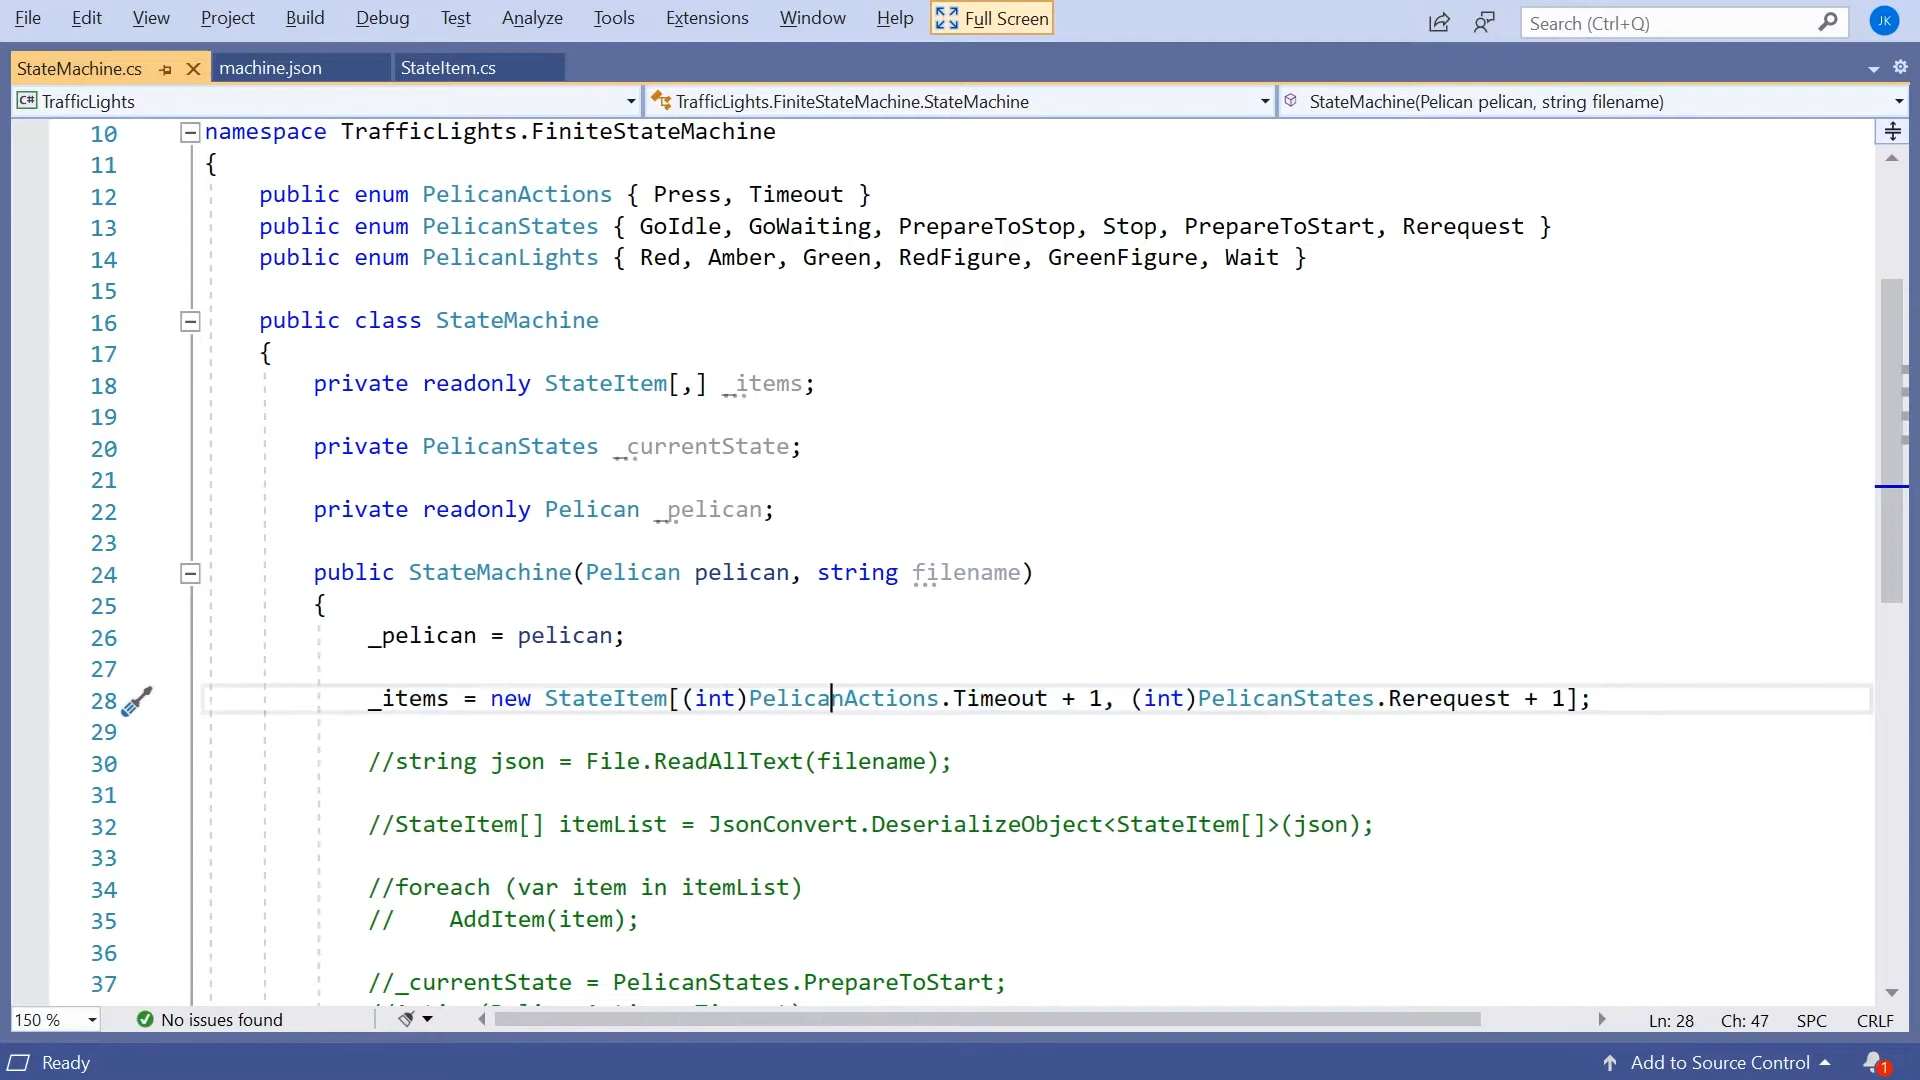 File Edit View Project Build Debug Test Analyze Tools Extensions Window Help Full Screen Search (Ctrl+Q) JK
StateMachine.cs machine.json StateItem.cs
C# TrafficLights TrafficLights.FiniteStateMachine.StateMachine StateMachine(Pelican pelican, string filename)
10 namespace TrafficLights.FiniteStateMachine
11 {
12 public enum PelicanActions { Press, Timeout }
13 public enum PelicanStates { GoIdle, GoWaiting, PrepareToStop, Stop, PrepareToStart, Rerequest }
14 public enum PelicanLights { Red, Amber, Green, RedFigure, GreenFigure, Wait }
15
16 public class StateMachine
17 {
18 private readonly StateItem[,] _items;
19
20 private PelicanStates _currentState;
21
22 private readonly Pelican _pelican;
23
24 public StateMachine(Pelican pelican, string filename)
25 {
26 _pelican = pelican;
27
28 _items = new StateItem[(int)PelicanActions.Timeout + 1, (int)PelicanStates.Rerequest + 1];
29
30 //string json = File.ReadAllText(filename);
31
32 //StateItem[] itemList = JsonConvert.DeserializeObject<StateItem[]>(json);
33
34 //foreach (var item in itemList)
35 // AddItem(item);
36
37 //_currentState = PelicanStates.PrepareToStart;
150 % No issues found Ln: 28 Ch: 47 SPC CRLF
Ready Add to Source Control 1